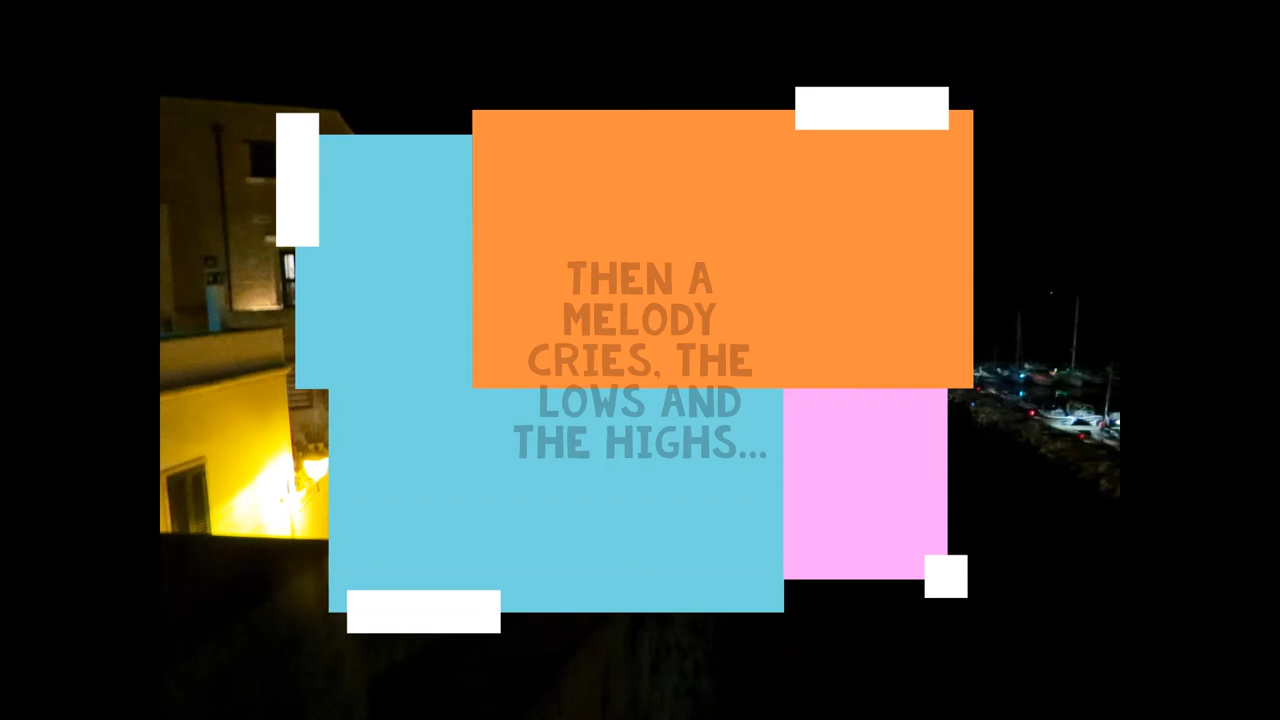 THEN A
MELODY
CRIES, THE
LOWS AND
THE HIGHS...